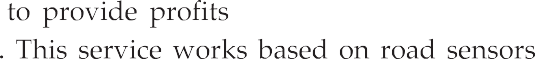 to provide profits
. This service works based on road sensors